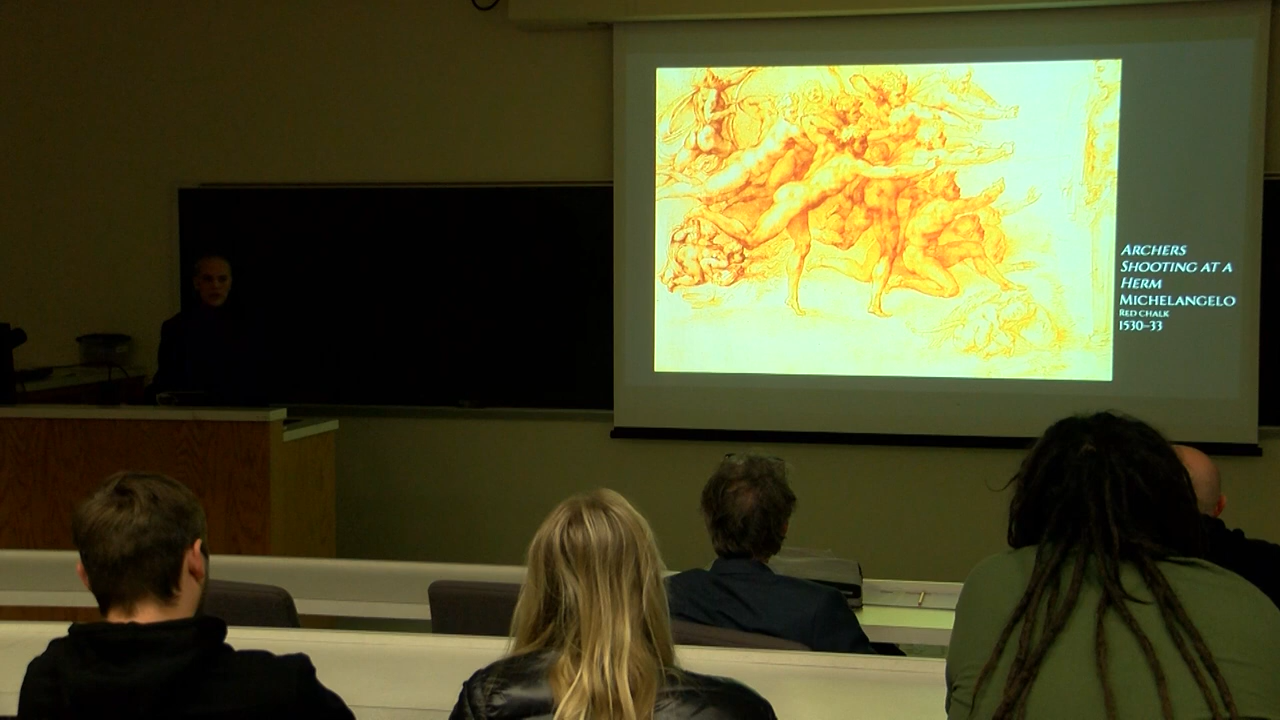 ARCHERS
SHOOTING AT A
HERM
MICHELANGELO
RED CHALK
1530–33